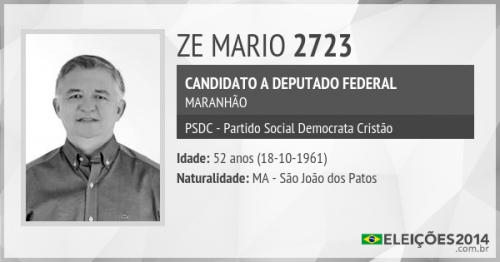 ZE MARIO 2723
CANDIDATO A DEPUTADO FEDERAL
MARANHÃO
PSDC - Partido Social Democrata Cristão
Idade: 52 anos (18-10-1961)
Naturalidade: MA - São João dos Patos
ELEIÇÕES2014
.com.br